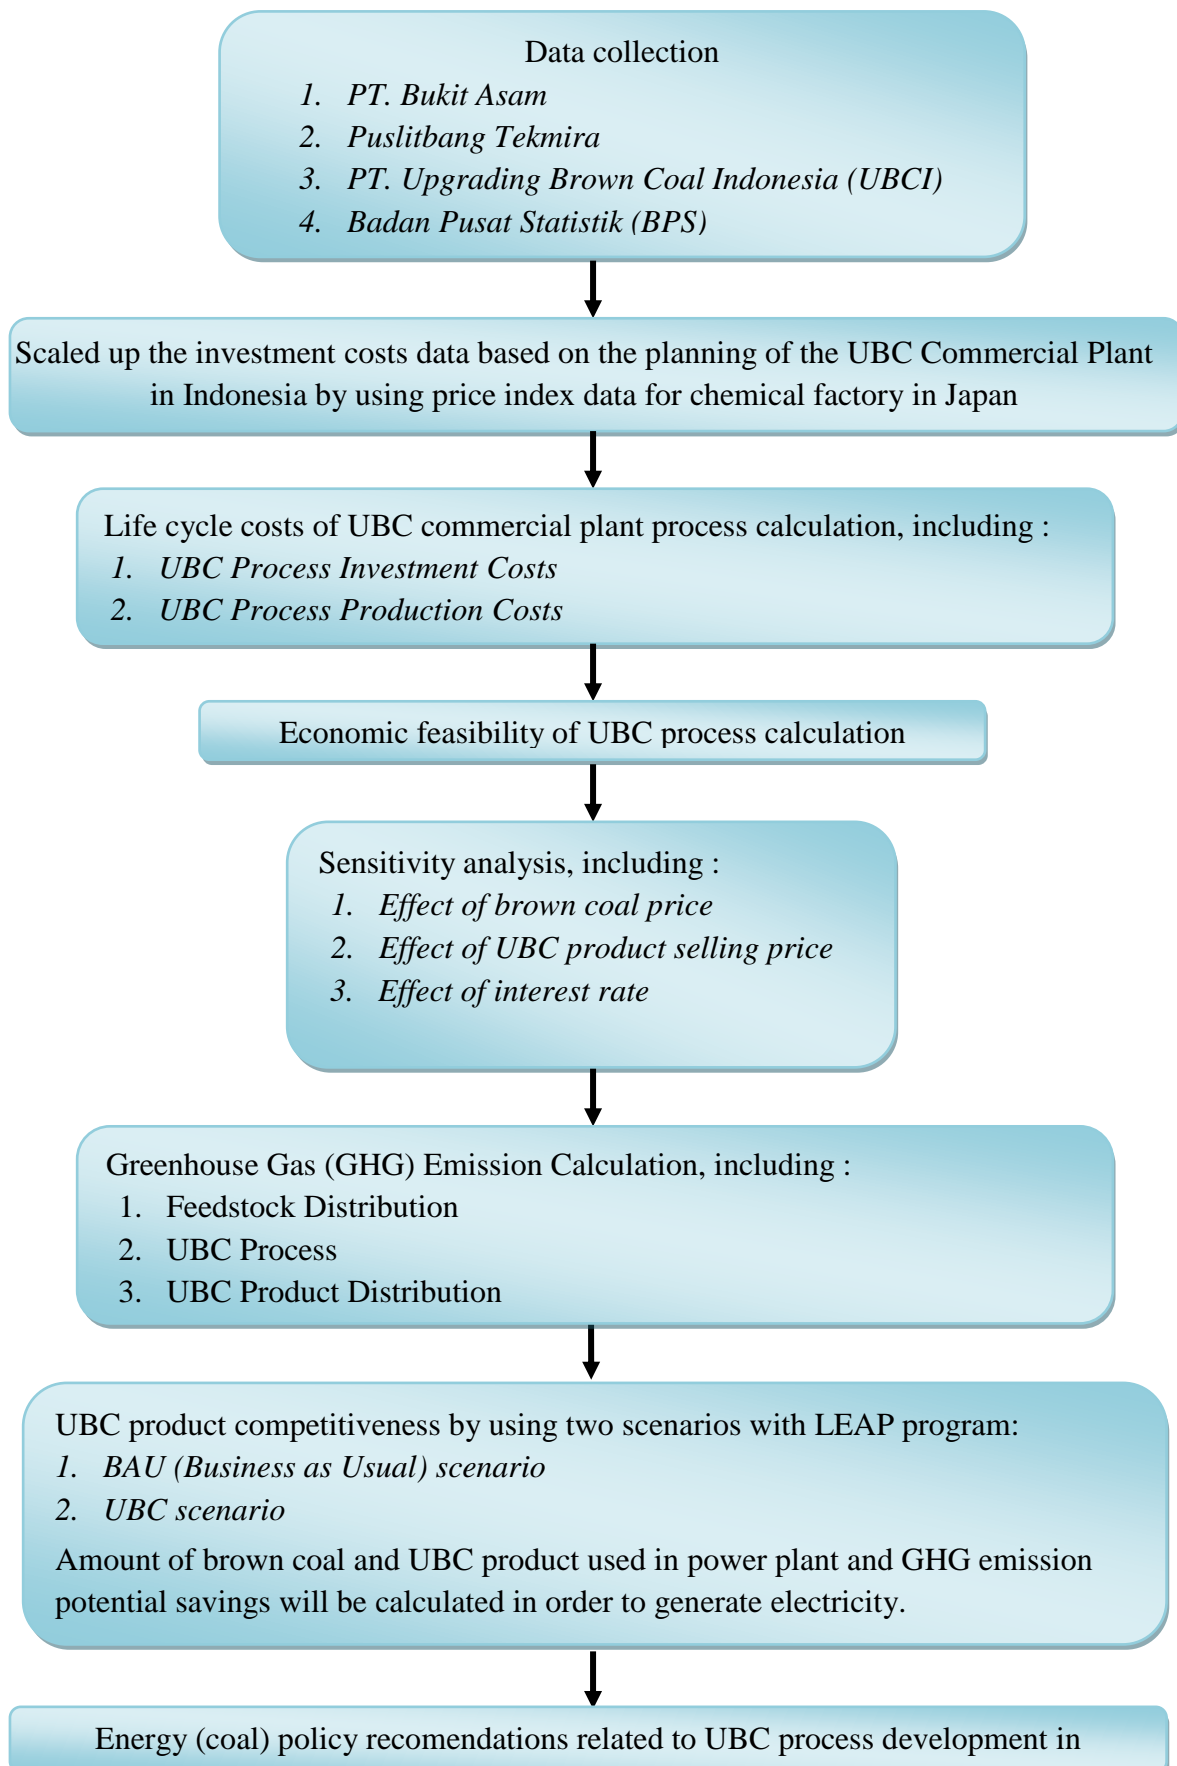 Data collection
1. PT. Bukit Asam
2. Puslitbang Tekmira
3. PT. Upgrading Brown Coal Indonesia (UBCI)
4. Badan Pusat Statistik (BPS)
Scaled up the investment costs data based on the planning of the UBC Commercial Plant
in Indonesia by using price index data for chemical factory in Japan
Life cycle costs of UBC commercial plant process calculation, including :
1. UBC Process Investment Costs
2. UBC Process Production Costs
Economic feasibility of UBC process calculation
Sensitivity analysis, including :
1. Effect of brown coal price
2. Effect of UBC product selling price
3. Effect of interest rate
Greenhouse Gas (GHG) Emission Calculation, including :
1. Feedstock Distribution
2. UBC Process
3. UBC Product Distribution
UBC product competitiveness by using two scenarios with LEAP program:
1. BAU (Business as Usual) scenario
2. UBC scenario
Amount of brown coal and UBC product used in power plant and GHG emission
potential savings will be calculated in order to generate electricity.
Energy (coal) policy recomendations related to UBC process development in